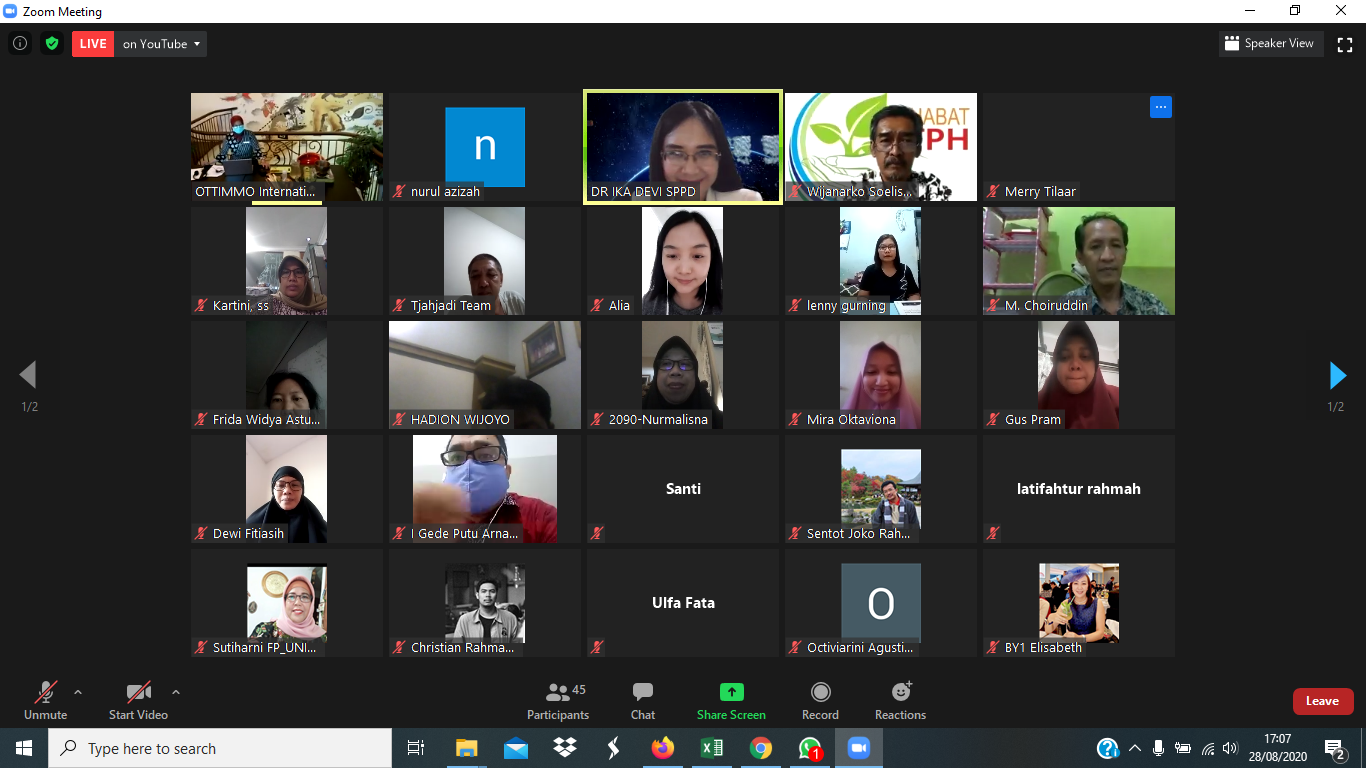 Zoom Meeting
LIVE on YouTube
Speaker View
OTTIMMO Internati...
n
nurul azizah
DR IKA DEVI SPPD
ABAT
PH
Wijanarko Soelis...
Merry Tilaar
Kartini, ss
Tjahjadi Team
Alia
lenny gurning
M. Choiruddin
1/2
1/2
Frida Widya Astu...
HADION WIJOYO
2090-Nurmalisna
Mira Oktaviona
Gus Pram
Dewi Fitiasih
I Gede Putu Arna...
Santi
Sentot Joko Rah...
latifahtur rahmah
Sutiharni FP_UNI...
Christian Rahma...
Ulfa Fata
O
Octiviarini Agusti...
BY1 Elisabeth
Unmute
Start Video
45
Participants
Chat
Share Screen
Record
Reactions
Leave
Type here to search
1
17:07
28/08/2020
2